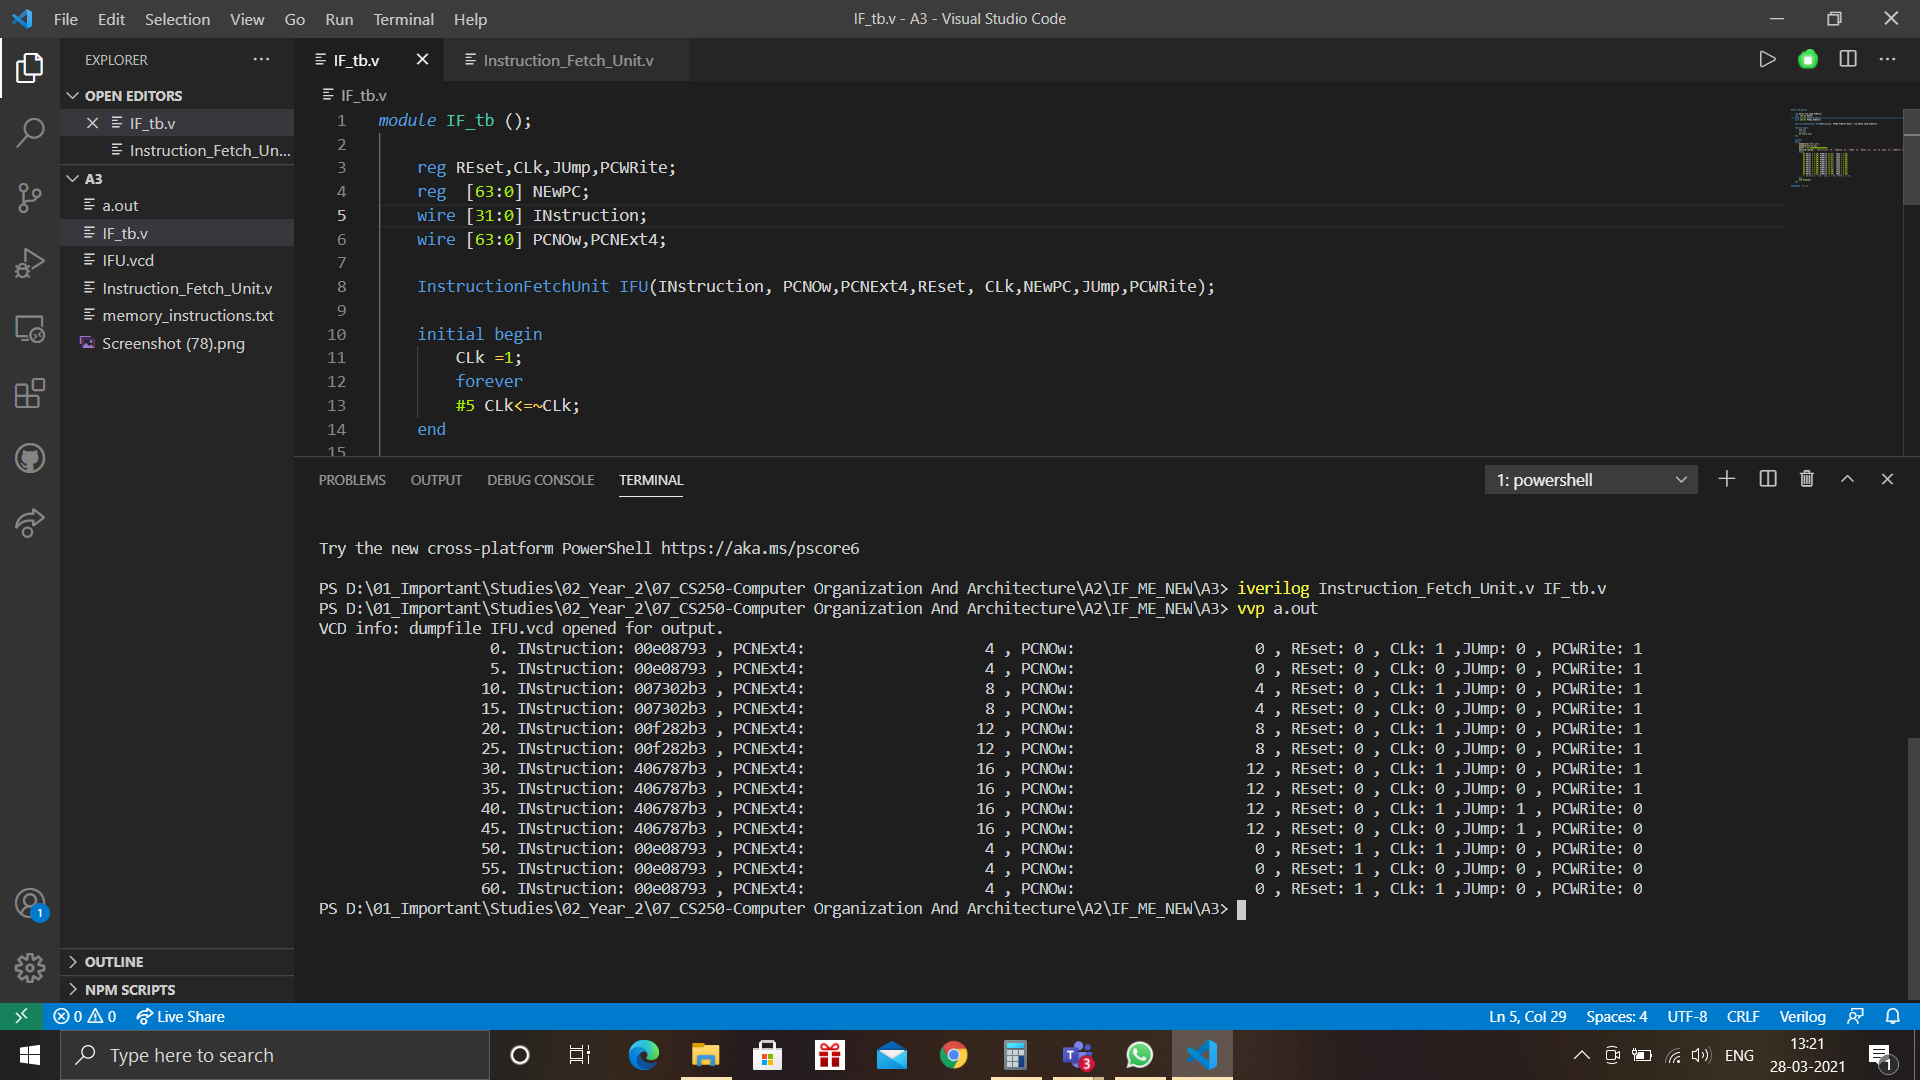 File Edit Selection View Go Run Terminal Help
IF_tb.v - A3 - Visual Studio Code
EXPLORER
IF_tb.v
Instruction_Fetch_Unit.v
OPEN EDITORS
IF_tb.v
Instruction_Fetch_Un...
A3
a.out
IF_tb.v
IFU.vcd
Instruction_Fetch_Unit.v
memory_instructions.txt
Screenshot (78).png
OUTLINE
NPM SCRIPTS
IF_tb.v
1 module IF_tb ();
2
3 reg REset,CLk,JUmp,PCWRite;
4 reg  [63:0] NEwPC;
5 wire [31:0] INstruction;
6 wire [63:0] PCNOw,PCNExt4;
7
8 InstructionFetchUnit IFU(INstruction, PCNOw,PCNExt4,REset, CLk,NEwPC,JUmp,PCWRite);
9
10 initial begin
11 CLk =1;
12 forever
13 #5 CLk<=~CLk;
14 end
15
PROBLEMS OUTPUT DEBUG CONSOLE TERMINAL
1: powershell
Try the new cross-platform PowerShell https://aka.ms/pscore6
PS D:\01_Important\Studies\02_Year_2\07_CS250-Computer Organization And Architecture\A2\IF_ME_NEW\A3> iverilog Instruction_Fetch_Unit.v IF_tb.v
PS D:\01_Important\Studies\02_Year_2\07_CS250-Computer Organization And Architecture\A2\IF_ME_NEW\A3> vvp a.out
VCD info: dumpfile IFU.vcd opened for output.
0. INstruction: 00e08793 , PCNExt4: 4 , PCNOw: 0 , REset: 0 , CLk: 1 ,JUmp: 0 , PCWRite: 1
5. INstruction: 00e08793 , PCNExt4: 4 , PCNOw: 0 , REset: 0 , CLk: 0 ,JUmp: 0 , PCWRite: 1
10. INstruction: 007302b3 , PCNExt4: 8 , PCNOw: 4 , REset: 0 , CLk: 1 ,JUmp: 0 , PCWRite: 1
15. INstruction: 007302b3 , PCNExt4: 8 , PCNOw: 4 , REset: 0 , CLk: 0 ,JUmp: 0 , PCWRite: 1
20. INstruction: 00f282b3 , PCNExt4: 12 , PCNOw: 8 , REset: 0 , CLk: 1 ,JUmp: 0 , PCWRite: 1
25. INstruction: 00f282b3 , PCNExt4: 12 , PCNOw: 8 , REset: 0 , CLk: 0 ,JUmp: 0 , PCWRite: 1
30. INstruction: 406787b3 , PCNExt4: 16 , PCNOw: 12 , REset: 0 , CLk: 1 ,JUmp: 0 , PCWRite: 1
35. INstruction: 406787b3 , PCNExt4: 16 , PCNOw: 12 , REset: 0 , CLk: 0 ,JUmp: 0 , PCWRite: 1
40. INstruction: 406787b3 , PCNExt4: 16 , PCNOw: 12 , REset: 0 , CLk: 1 ,JUmp: 1 , PCWRite: 0
45. INstruction: 406787b3 , PCNExt4: 16 , PCNOw: 12 , REset: 0 , CLk: 0 ,JUmp: 1 , PCWRite: 0
50. INstruction: 00e08793 , PCNExt4: 4 , PCNOw: 0 , REset: 1 , CLk: 1 ,JUmp: 0 , PCWRite: 0
55. INstruction: 00e08793 , PCNExt4: 4 , PCNOw: 0 , REset: 1 , CLk: 0 ,JUmp: 0 , PCWRite: 0
60. INstruction: 00e08793 , PCNExt4: 4 , PCNOw: 0 , REset: 1 , CLk: 1 ,JUmp: 0 , PCWRite: 0
PS D:\01_Important\Studies\02_Year_2\07_CS250-Computer Organization And Architecture\A2\IF_ME_NEW\A3>
1
0 0 Live Share
Ln 5, Col 29 Spaces: 4 UTF-8 CRLF Verilog
Type here to search
3
ENG
13:21
28-03-2021
1